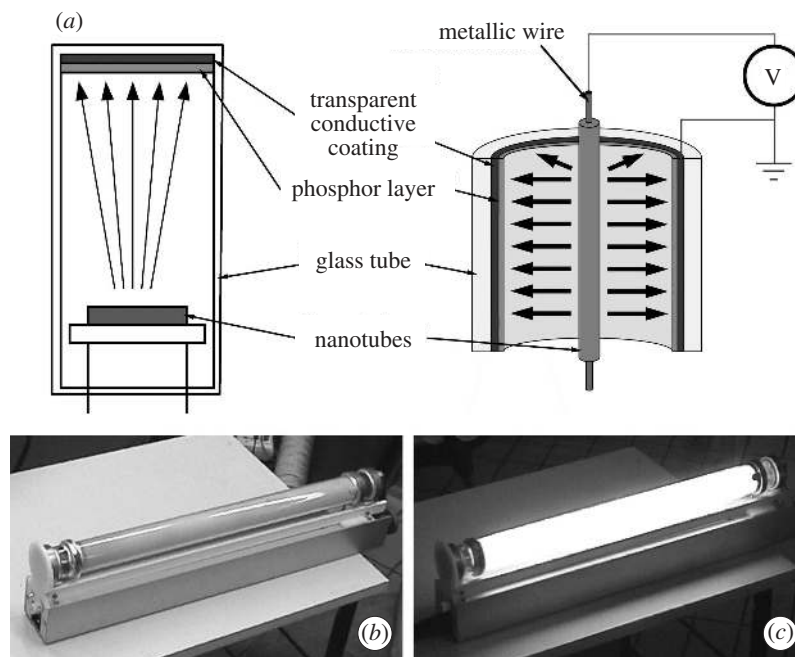 (a)
metallic wire
V
transparent
conductive
coating
phosphor layer
glass tube
nanotubes
(b)
(c)